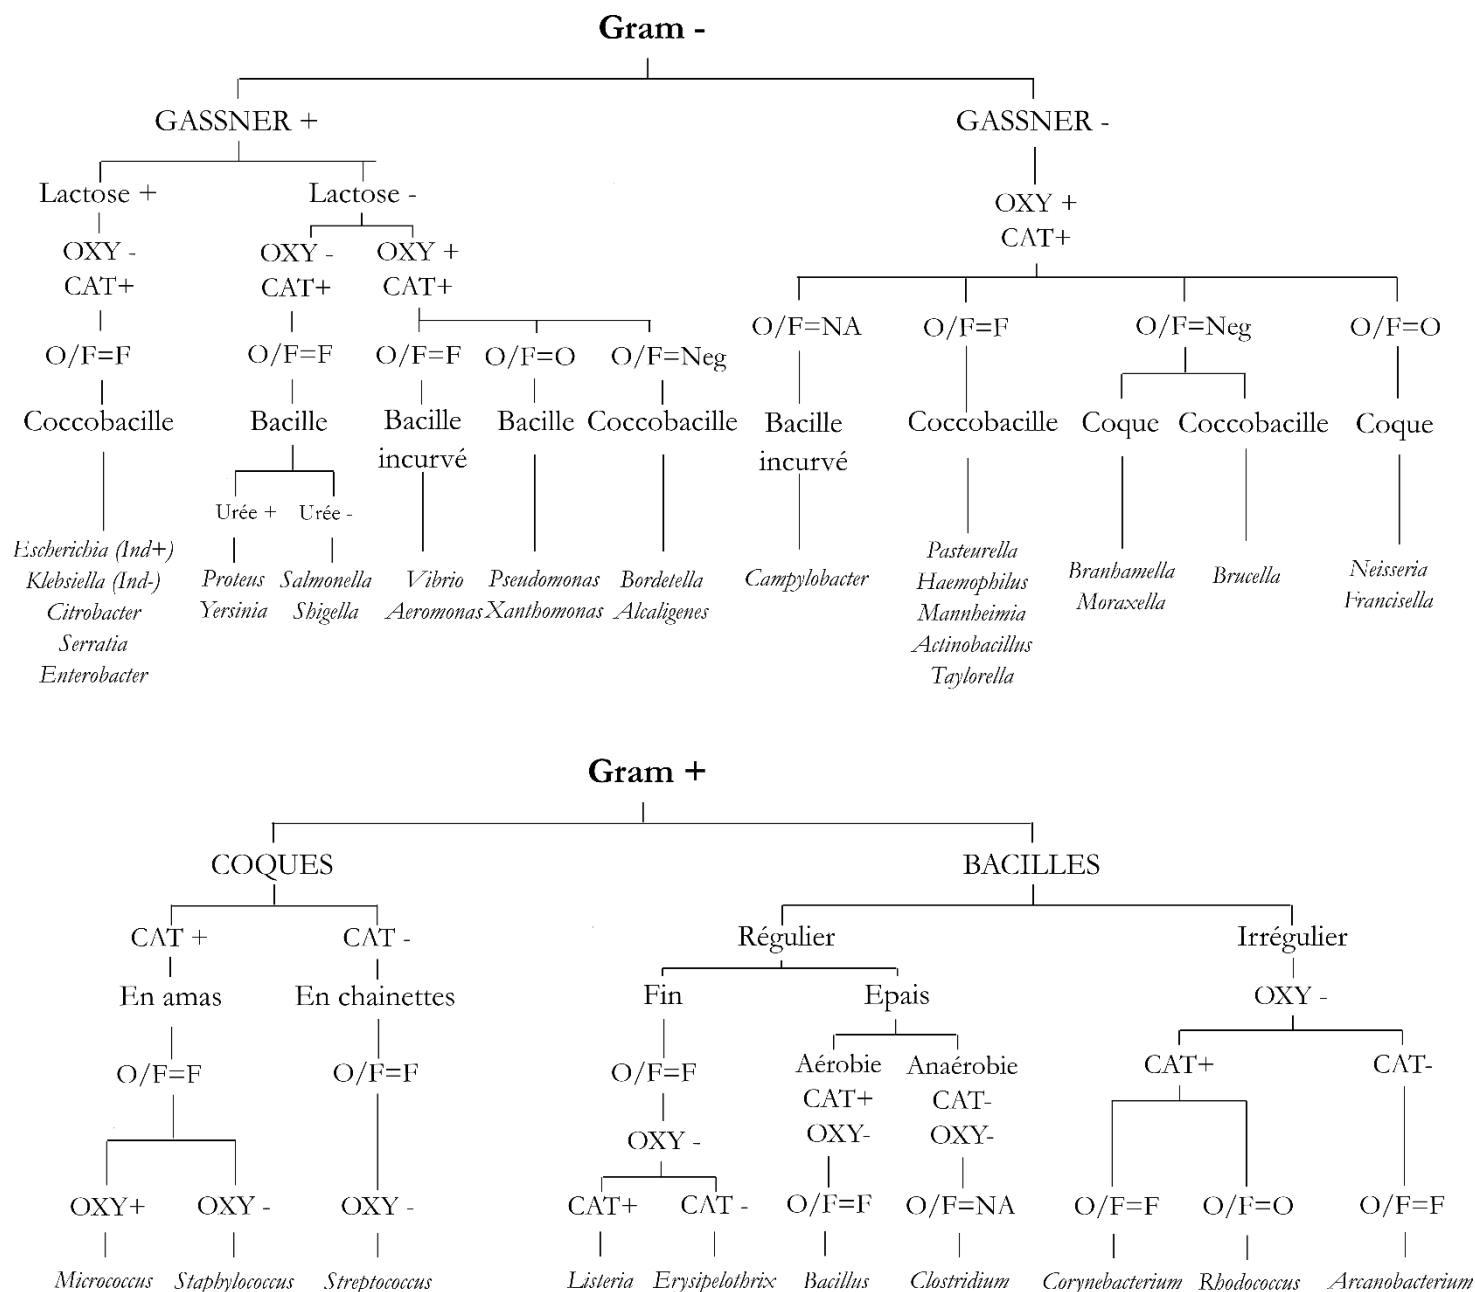 Gram -
GASSNER + GASSNER -
Lactose + Lactose -
OXY +
CAT+
OXY - OXY - OXY +
CAT+ CAT+ CAT+
O/F=NA O/F=F O/F=Neg O/F=O
O/F=F O/F=F O/F=F O/F=O O/F=Neg
Coccobacille Bacille Bacille Bacille Coccobacille Bacille Coccobacille Coque Coccobacille Coque
incurvé incurvé
Urée + Urée -
Escherichia (Ind+) Pasteurella
Klebsiella (Ind-) Proteus Salmonella Vibrio Pseudomonas Bordetella Campylobacter Haemophilus Branhamella Brucella Neisseria
Citrobacter Yersinia Shigella Aeromonas Xanthomonas Alcaligenes Mannheimia Moraxella Francisella
Serratia Actinobacillus
Enterobacter Taylorella
Gram +
COQUES BACILLES
CAT + CAT - Régulier Irrégulier
En amas En chainettes Fin Epais OXY -
O/F=F O/F=F O/F=F Aérobie Anaérobie CAT+ CAT-
CAT+ CAT-
OXY - OXY- OXY-
OXY+ OXY - OXY - CAT+ CAT - O/F=F O/F=NA O/F=F O/F=O O/F=F
Micrococcus Staphylococcus Streptococcus Listeria Erysipelothrix Bacillus Clostridium Corynebacterium Rhodococcus Arcanobacterium